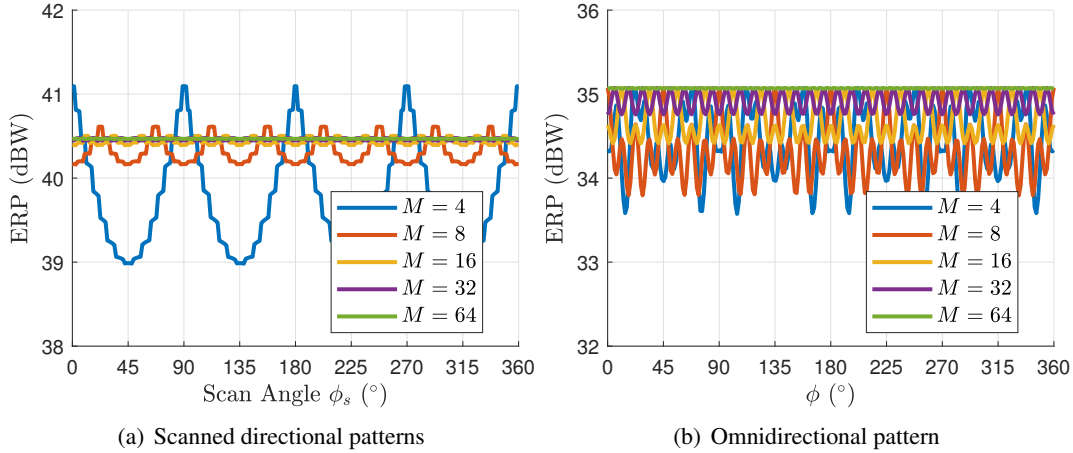 42
41
40
39
38
ERP (dBW)
0 45 90 135 180 225 270 315 360
Scan Angle ϕₛ (°)
M = 4
M = 8
M = 16
M = 32
M = 64
(a) Scanned directional patterns
36
35
34
33
32
ERP (dBW)
0 45 90 135 180 225 270 315 360
ϕ (°)
M = 4
M = 8
M = 16
M = 32
M = 64
(b) Omnidirectional pattern